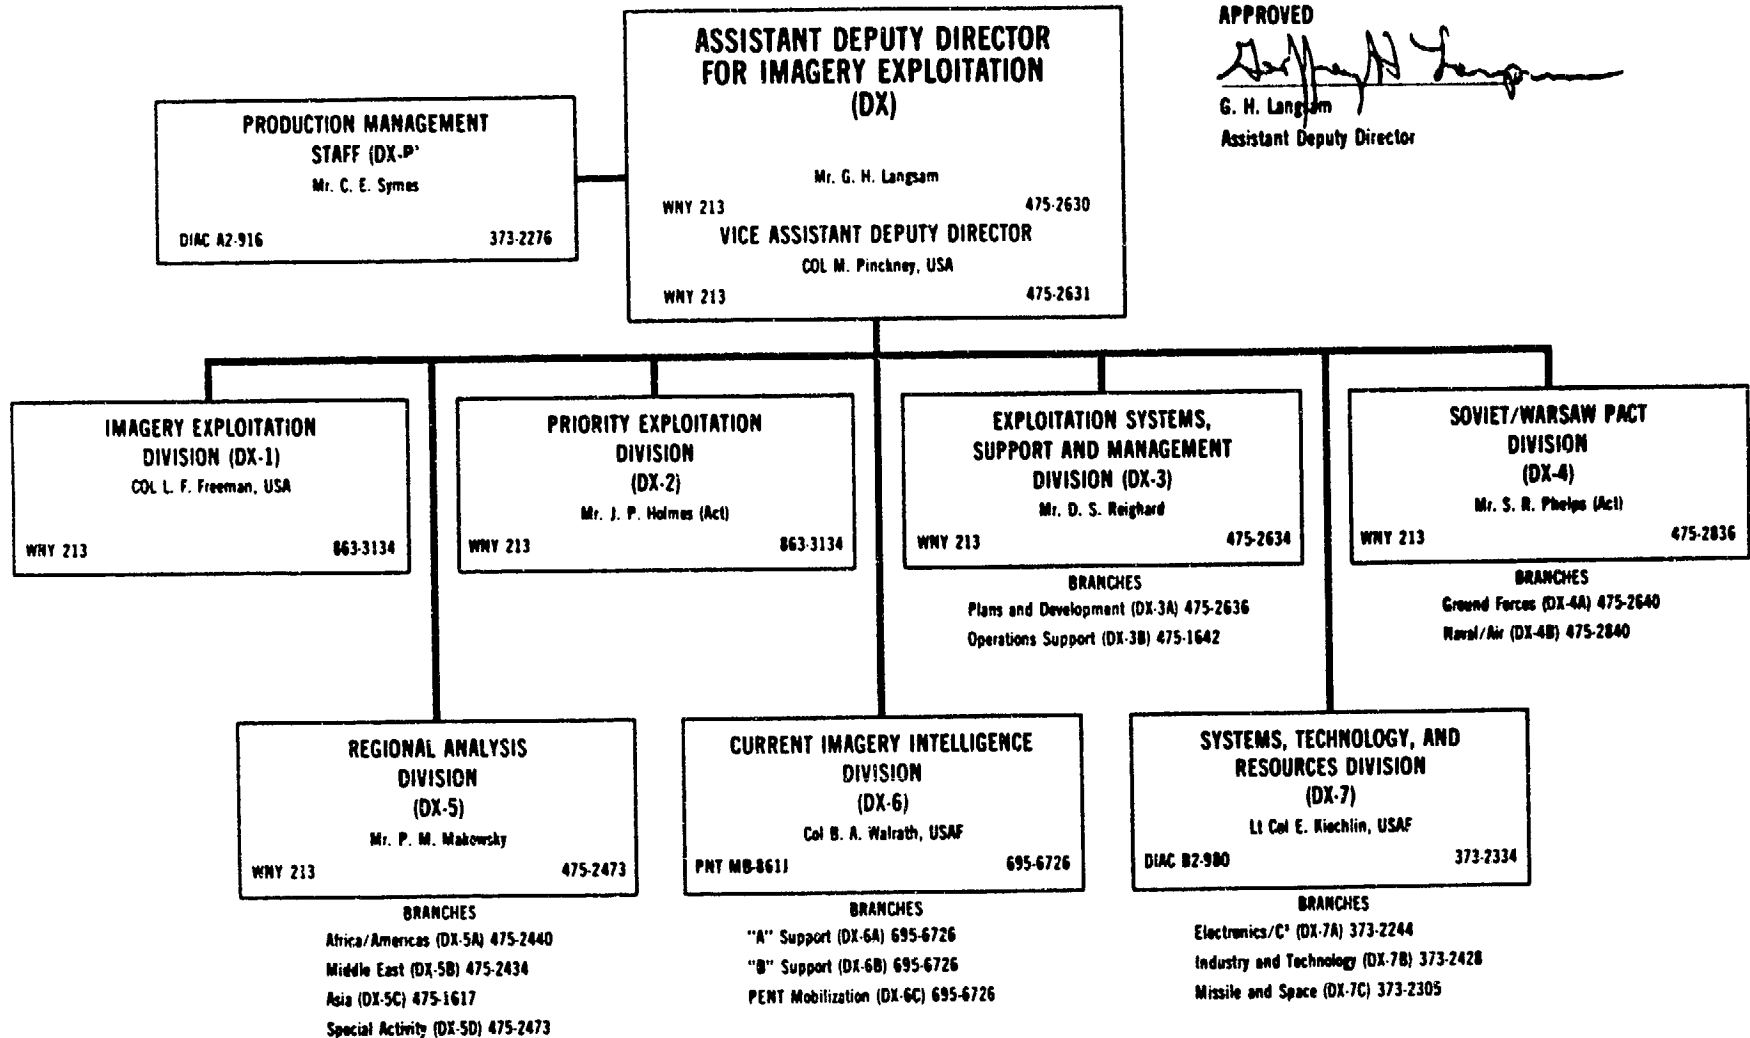 APPROVED
G. H. Langsam
Assistant Deputy Director
ASSISTANT DEPUTY DIRECTOR
FOR IMAGERY EXPLOITATION
(DX)
Mr. G. H. Langsam
WNY 213 475-2630
VICE ASSISTANT DEPUTY DIRECTOR
COL M. Pinckney, USA
WNY 213 475-2631
PRODUCTION MANAGEMENT
STAFF (DX-P)
Mr. C. E. Symes
DIAC A2-916 373-2276
IMAGERY EXPLOITATION
DIVISION (DX-1)
COL L. F. Freeman, USA
WNY 213 863-3134
PRIORITY EXPLOITATION
DIVISION
(DX-2)
Mr. J. P. Holmes (Act)
WNY 213 863-3134
EXPLOITATION SYSTEMS,
SUPPORT AND MANAGEMENT
DIVISION (DX-3)
Mr. D. S. Reighard
WNY 213 475-2634
BRANCHES
Plans and Development (DX-3A) 475-2636
Operations Support (DX-3B) 475-1642
SOVIET/WARSAW PACT
DIVISION
(DX-4)
Mr. S. R. Phelps (Act)
WNY 213 475-2836
BRANCHES
Ground Forces (DX-4A) 475-2640
Naval/Air (DX-4B) 475-2840
REGIONAL ANALYSIS
DIVISION
(DX-5)
Mr. P. M. Makowsky
WNY 213 475-2473
BRANCHES
Africa/Americas (DX-5A) 475-2440
Middle East (DX-5B) 475-2434
Asia (DX-5C) 475-1617
Special Activity (DX-5D) 475-2473
CURRENT IMAGERY INTELLIGENCE
DIVISION
(DX-6)
Col B. A. Walrath, USAF
PNT MB-861J 695-6726
BRANCHES
"A" Support (DX-6A) 695-6726
"B" Support (DX-6B) 695-6726
PENT Mobilization (DX-6C) 695-6726
SYSTEMS, TECHNOLOGY, AND
RESOURCES DIVISION
(DX-7)
Lt Col E. Kiechlin, USAF
DIAC B2-980 373-2334
BRANCHES
Electronics/C³ (DX-7A) 373-2244
Industry and Technology (DX-7B) 373-2428
Missile and Space (DX-7C) 373-2305